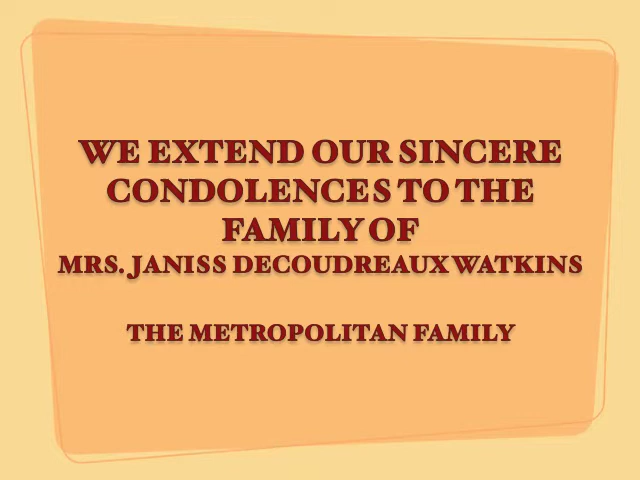 WE EXTEND OUR SINCERE
CONDOLENCES TO THE
FAMILY OF
MRS. JANISS DECOUDREAUX WATKINS
THE METROPOLITAN FAMILY